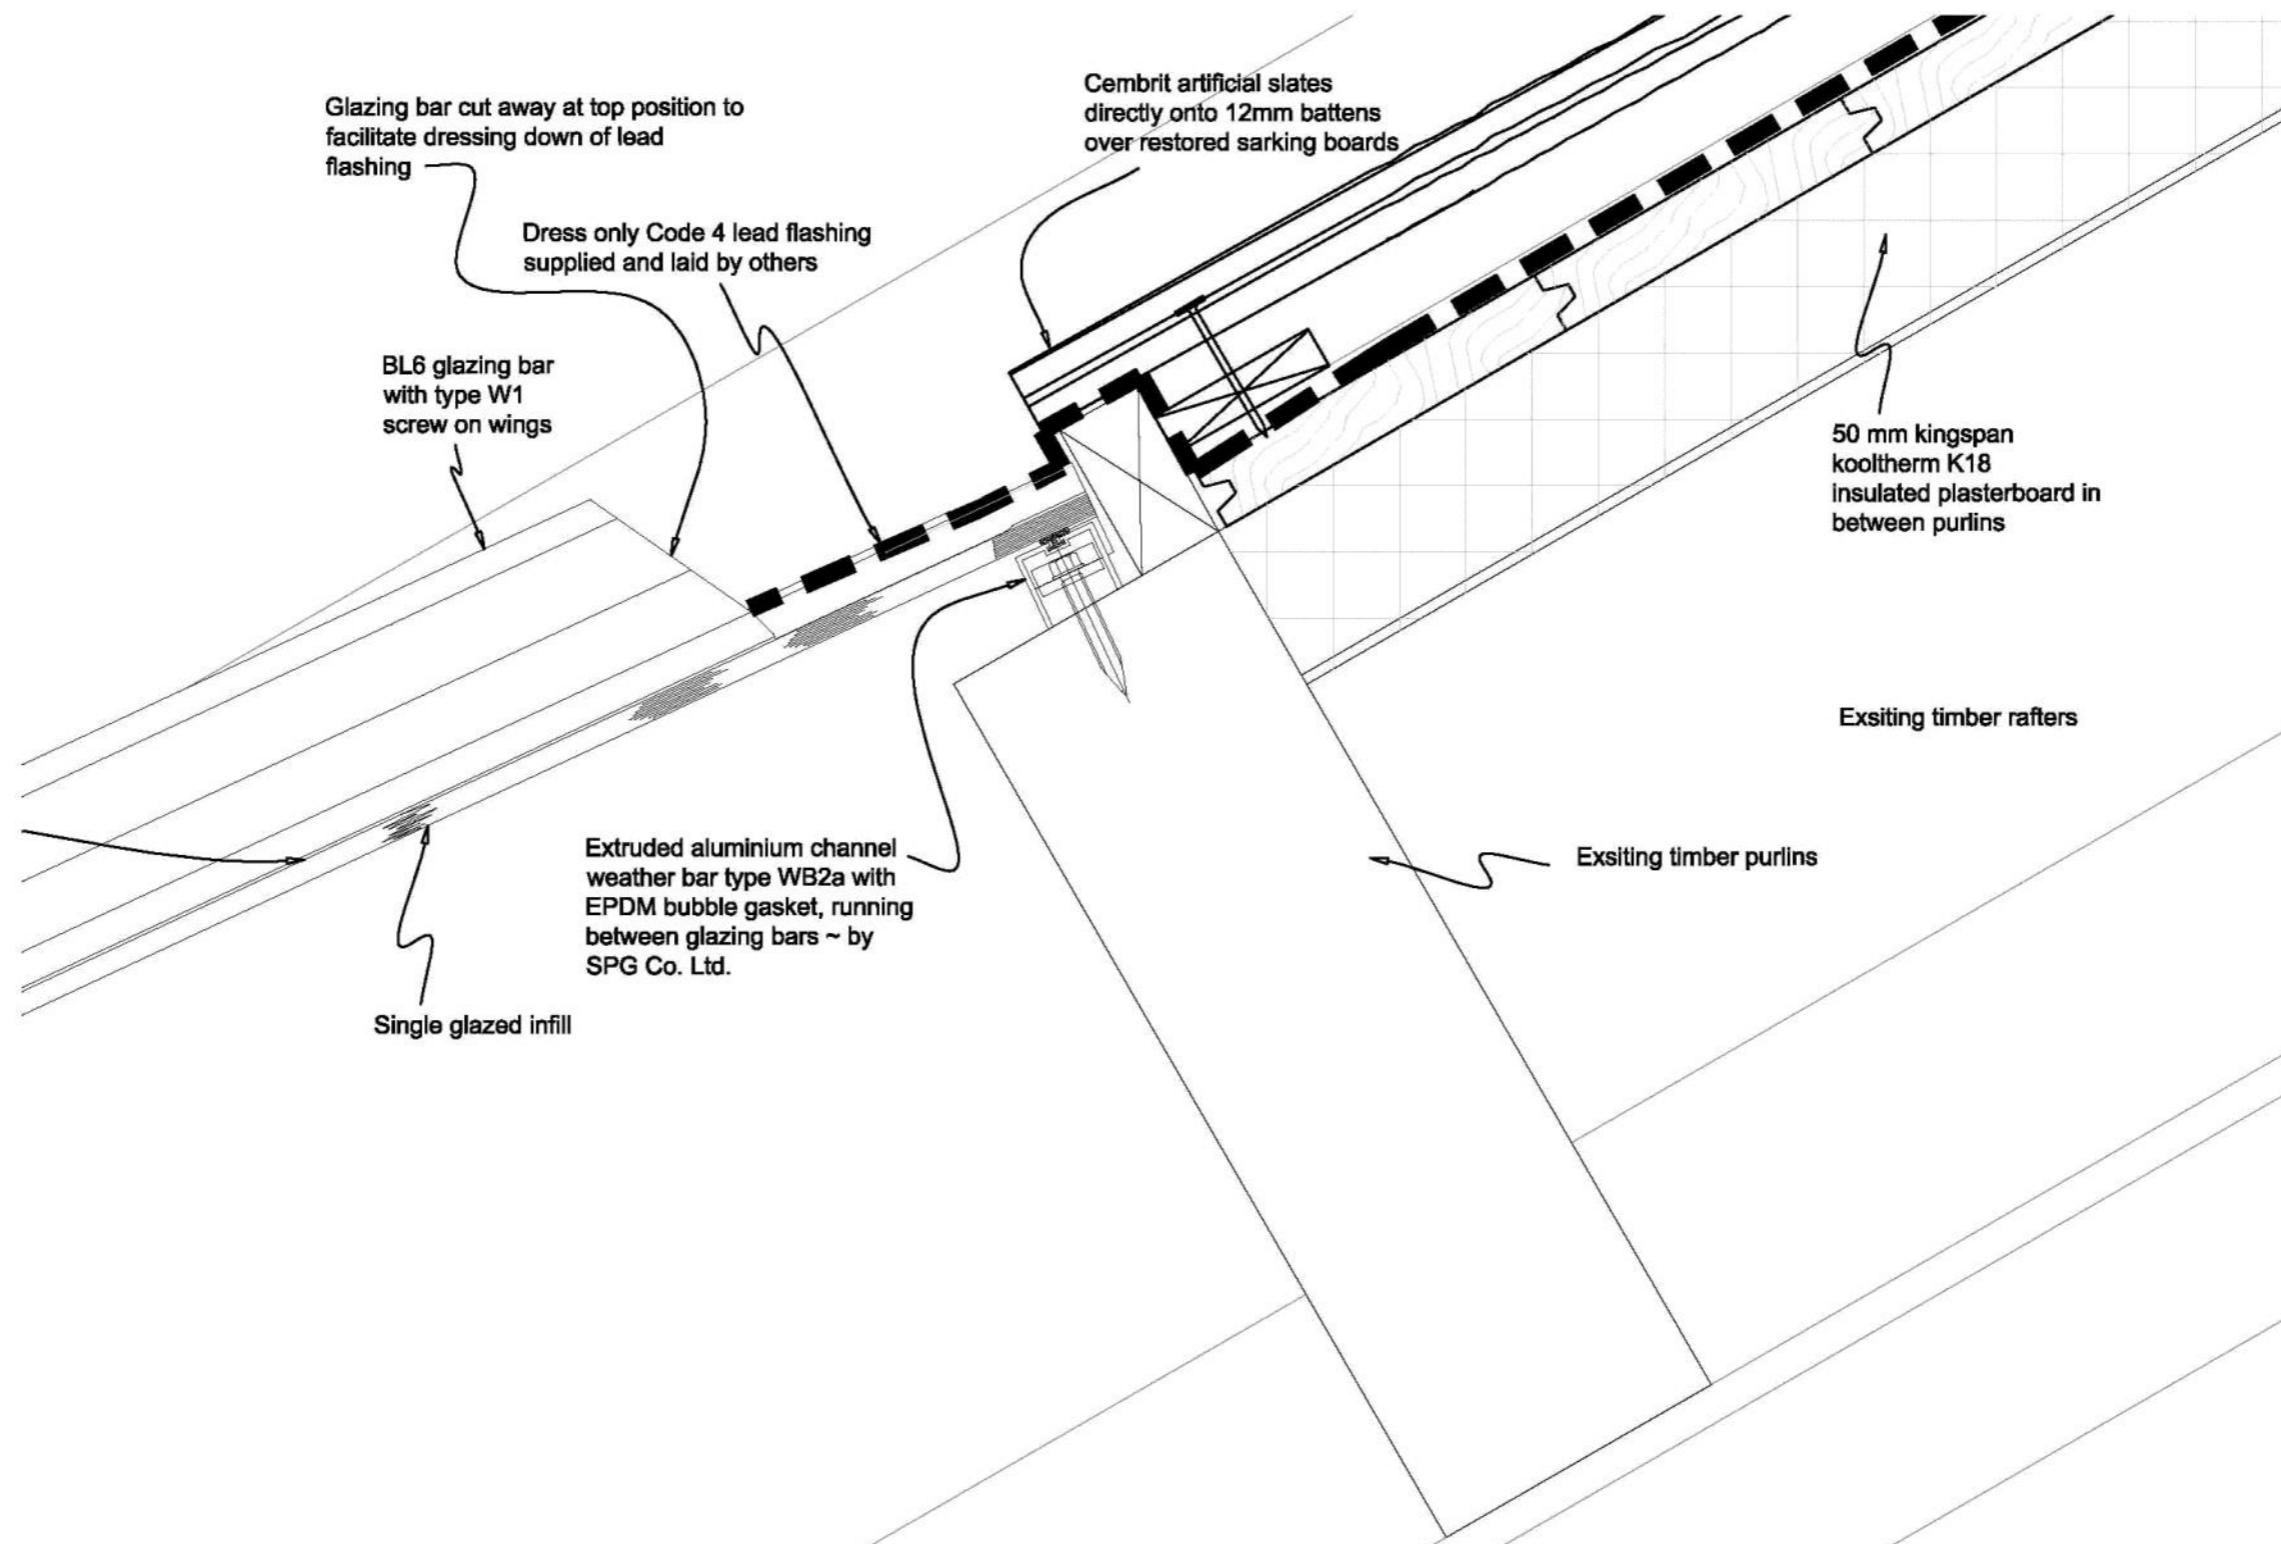 Glazing bar cut away at top position to
facilitate dressing down of lead
flashing
Dress only Code 4 lead flashing
supplied and laid by others
BL6 glazing bar
with type W1
screw on wings
Cembrit artificial slates
directly onto 12mm battens
over restored sarking boards
50 mm kingspan
kooltherm K18
insulated plasterboard in
between purlins
Exsiting timber rafters
Exsiting timber purlins
Extruded aluminium channel
weather bar type WB2a with
EPDM bubble gasket, running
between glazing bars ~ by
SPG Co. Ltd.
Single glazed infill